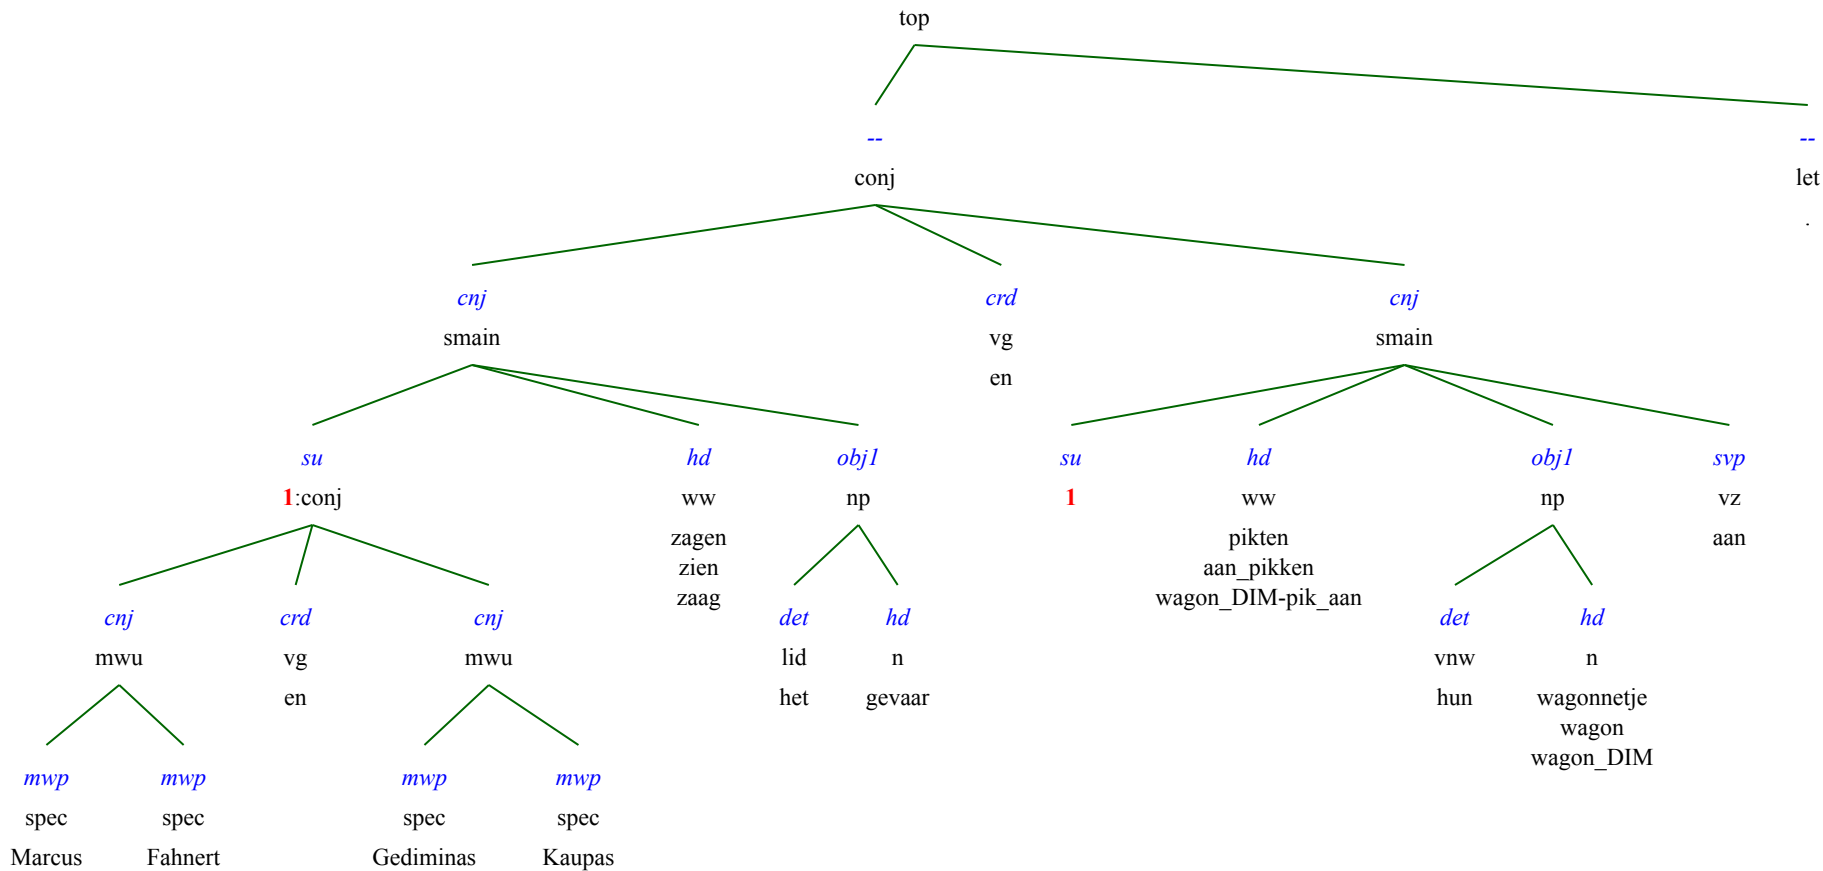 top
-- --
conj let
.
cnj crd cnj
smain vg smain
en
su hd obj1 su hd obj1 svp
1:conj ww np 1 ww np vz
zagen pikten aan
zien aan_pikken
zaag wagon_DIM-pik_aan
cnj crd cnj det hd det hd
mwu vg mwu lid n vnw n
en het gevaar hun wagonnetje
wagon
wagon_DIM
mwp mwp mwp mwp
spec spec spec spec
Marcus Fahnert Gediminas Kaupas